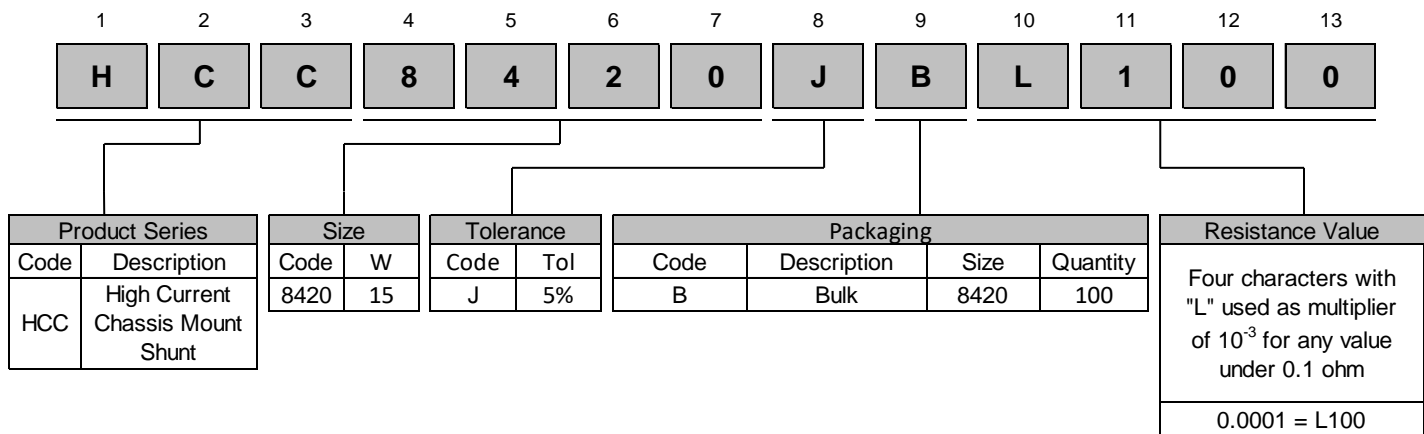 1 2 3 4 5 6 7 8 9 10 11 12 13
H C C 8 4 2 0 J B L 1 0 0
Product Series
Code Description
HCC High Current
Chassis Mount
Shunt
Size
Code W
8420 15
Tolerance
Code Tol
J 5%
Packaging
Code Description Size Quantity
B Bulk 8420 100
Resistance Value
Four characters with
"L" used as multiplier
of 10⁻³ for any value
under 0.1 ohm
0.0001 = L100